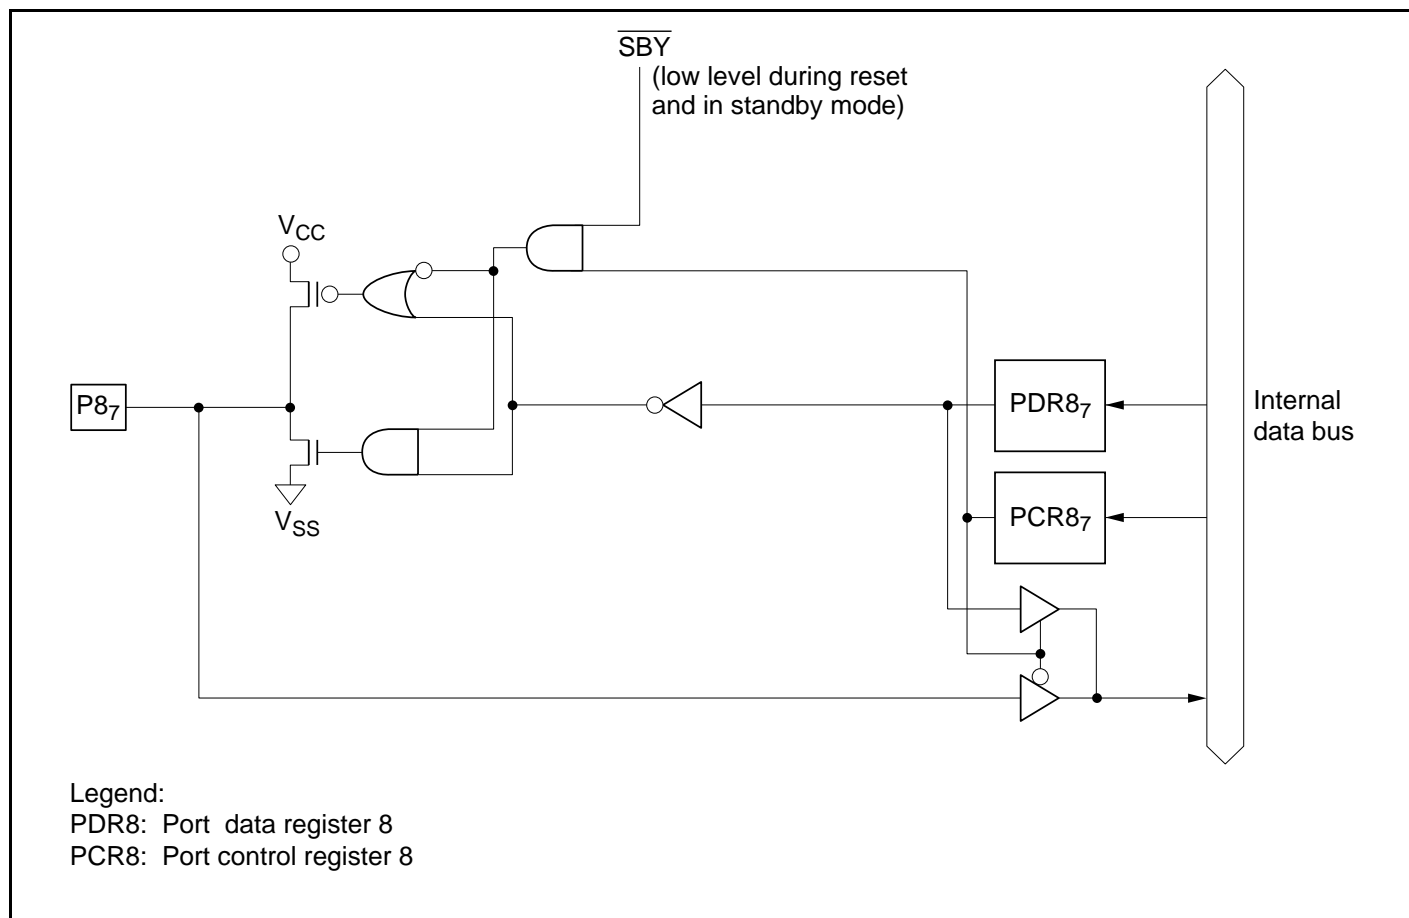 SBY
(low level during reset
and in standby mode)
VCC
P87
PDR87
Internal
data bus
PCR87
VSS
Legend:
PDR8: Port data register 8
PCR8: Port control register 8